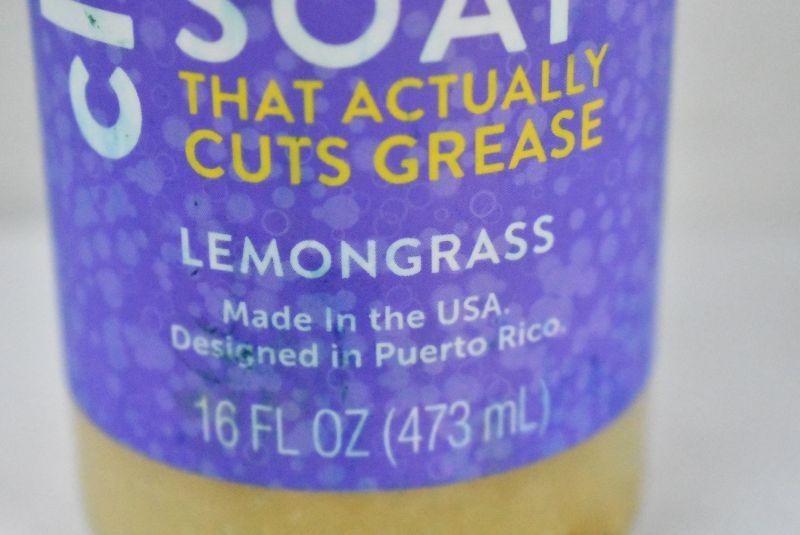 SOAP
THAT ACTUALLY
CUTS GREASE
LEMONGRASS
Made In the USA.
Designed in Puerto Rico.
16 FL OZ (473 mL)